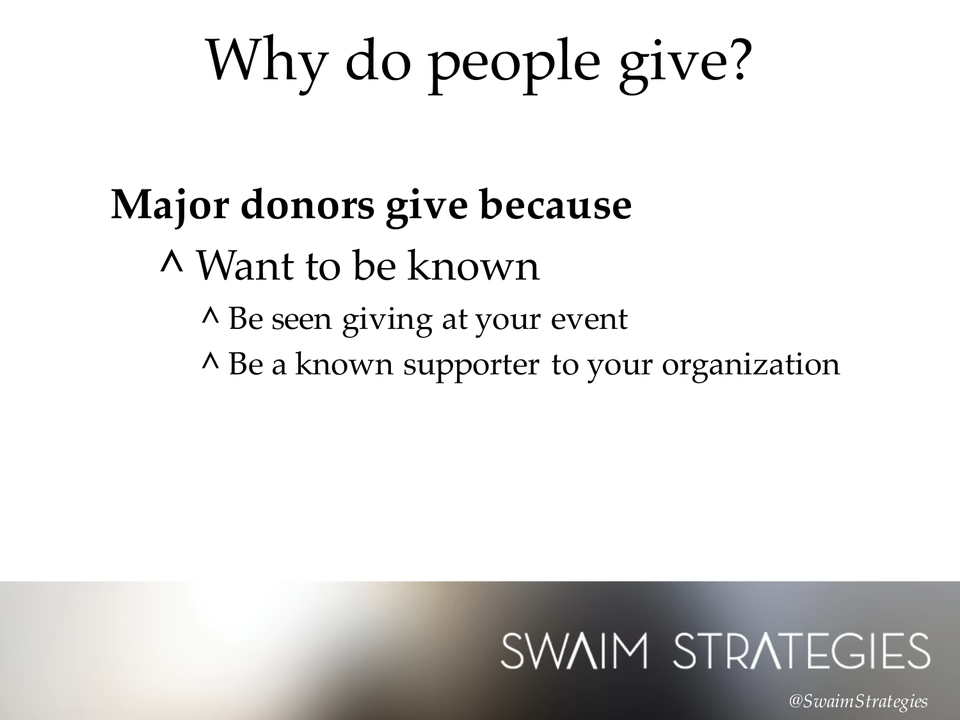 Why do people give?
Major donors give because
^ Want to be known
^ Be seen giving at your event
^ Be a known supporter to your organization
SWAIM STRATEGIES
@SwaimStrategies